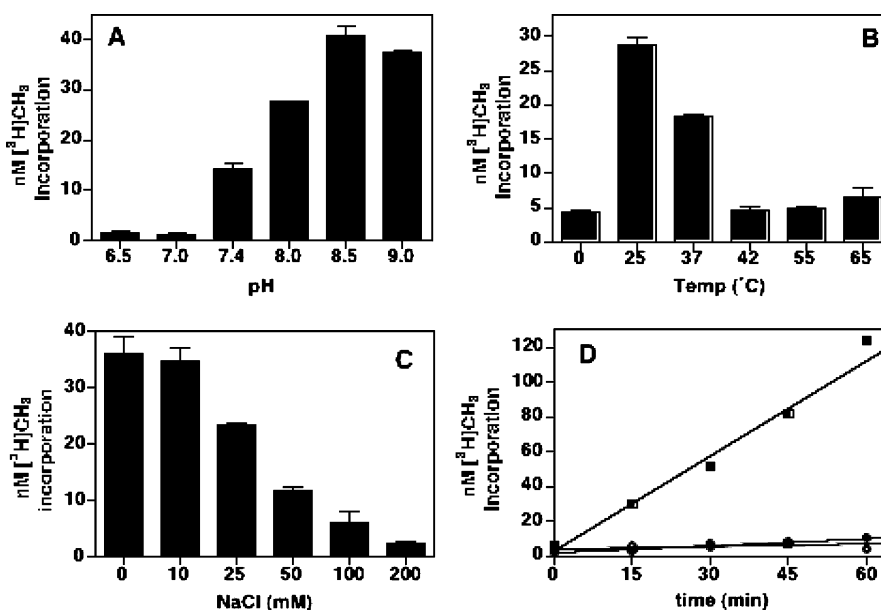 A
nM [³H]CH₃
Incorporation
40
30
20
10
0
6.5 7.0 7.4 8.0 8.5 9.0
pH
B
nM [³H]CH₃
Incorporation
30
25
20
15
10
5
0
0 25 37 42 55 65
Temp (˚C)
C
nM [³H]CH₃
incorporation
40
30
20
10
0
0 10 25 50 100 200
NaCl (mM)
D
nM [³H]CH₃
Incorporation
120
100
80
60
40
20
0
0 15 30 45 60
time (min)